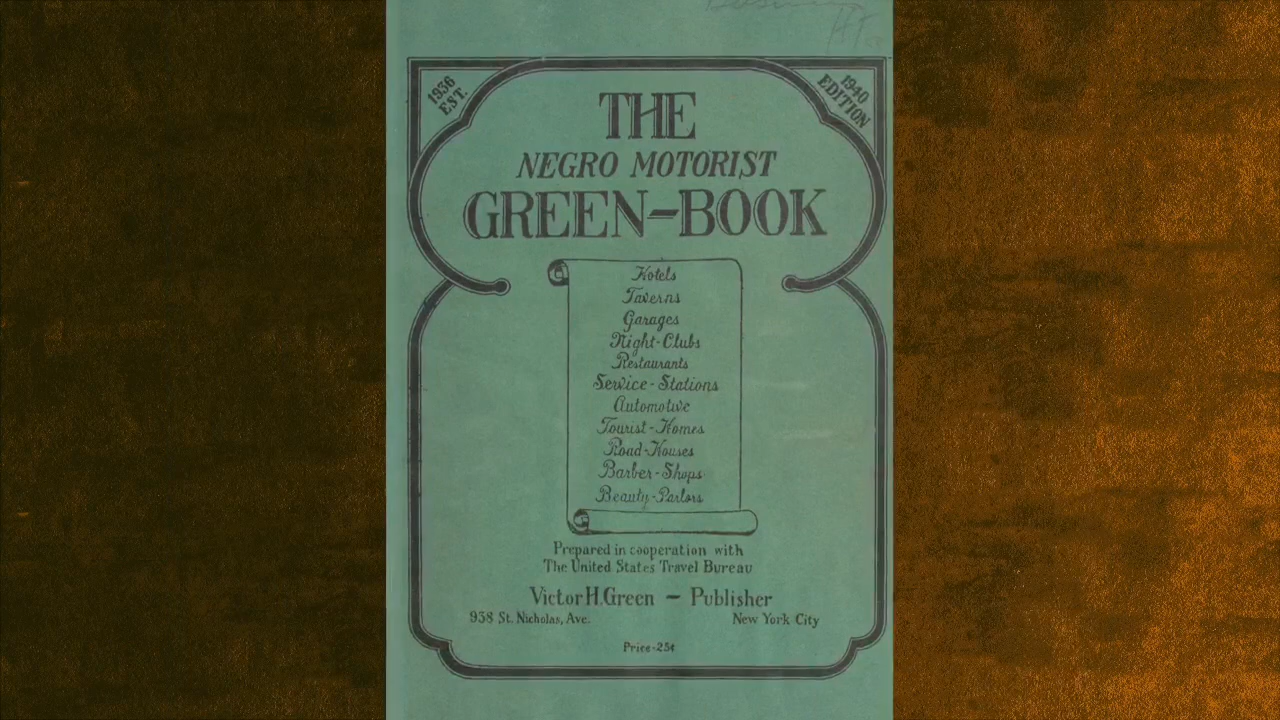 1936
EST.
1940
EDITION
THE
NEGRO MOTORIST
GREEN-BOOK
Hotels
Taverns
Garages
Night-Clubs
Restaurants
Service-Stations
Automotive
Tourist-Homes
Road-Houses
Barber-Shops
Beauty-Parlors
Prepared in cooperation with
The United States Travel Bureau
Victor H. Green - Publisher
938 St. Nicholas, Ave. New York City
Price-25¢